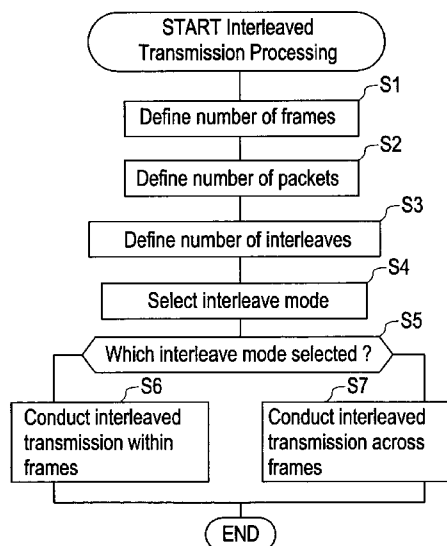 START Interleaved
Transmission Processing
S1
Define number of frames
S2
Define number of packets
S3
Define number of interleaves
S4
Select interleave mode
S5
Which interleave mode selected ?
S6
Conduct interleaved
transmission within
frames
S7
Conduct interleaved
transmission across
frames
END